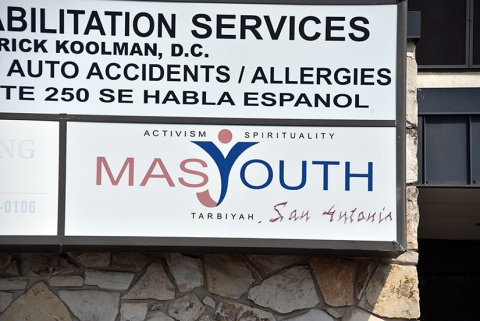 ABILITATION SERVICES
RICK KOOLMAN, D.C.
AUTO ACCIDENTS / ALLERGIES
TE 250 SE HABLA ESPANOL
NG
-0106
ACTIVISM SPIRITUALITY
MASYOUTH
TARBIYAH San Antonio